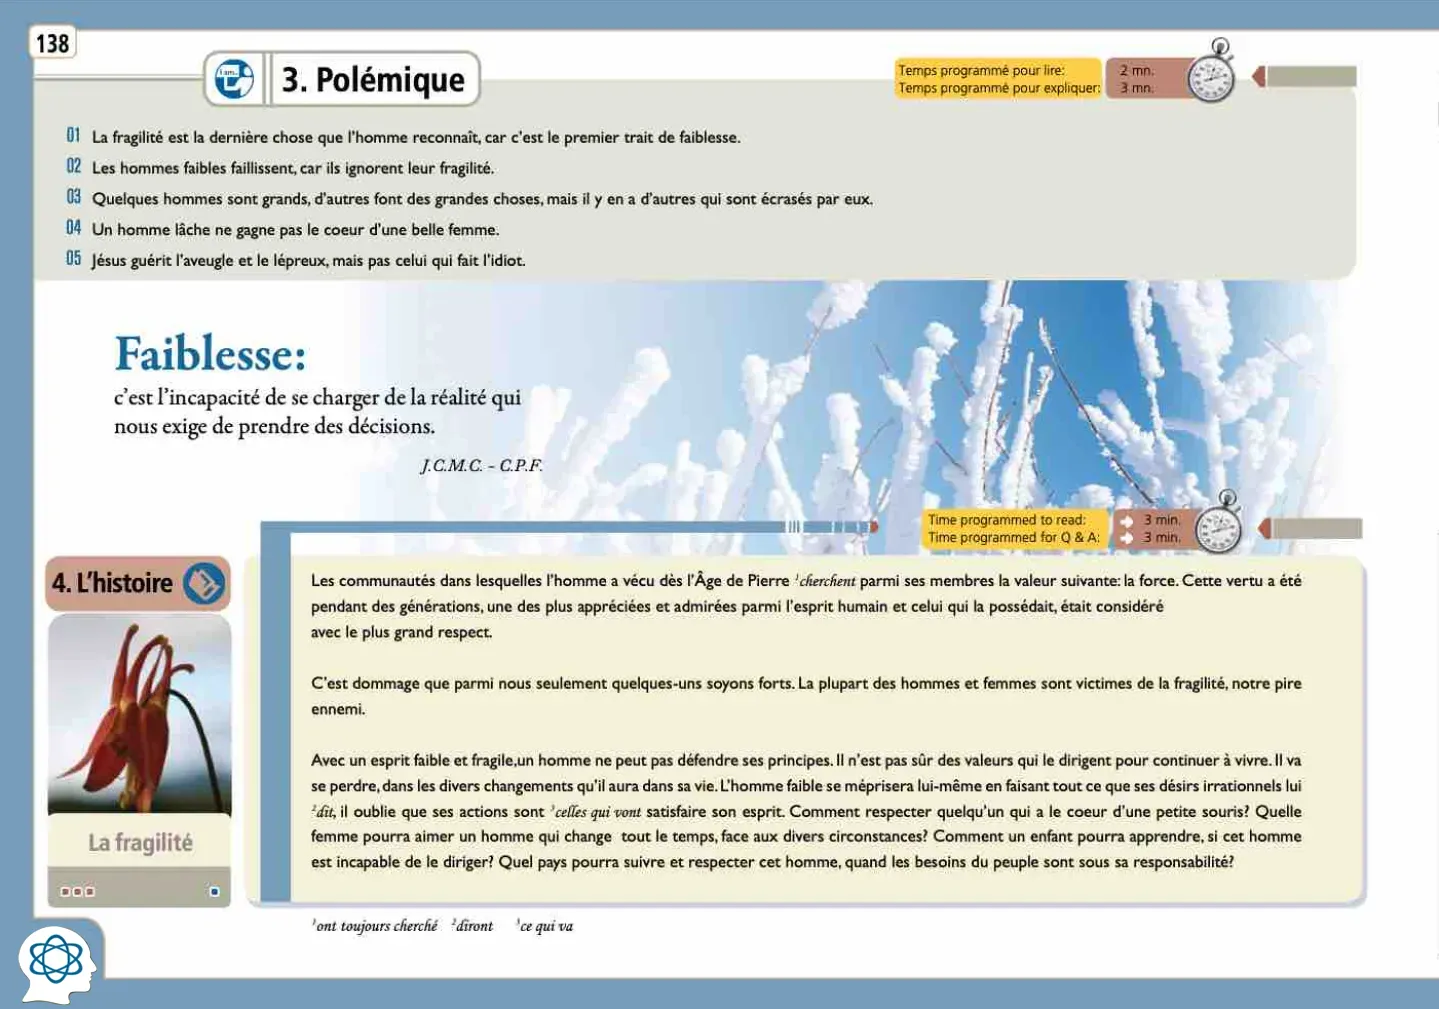 138
3. Polémique
Temps programmé pour lire: 2 mn.
Temps programmé pour expliquer: 3 mn.
01 La fragilité est la dernière chose que l'homme reconnaît, car c'est le premier trait de faiblesse.
02 Les hommes faibles faillissent, car ils ignorent leur fragilité.
03 Quelques hommes sont grands, d'autres font des grandes choses, mais il y en a d'autres qui sont écrasés par eux.
04 Un homme lâche ne gagne pas le coeur d'une belle femme.
05 Jésus guérit l'aveugle et le lépreux, mais pas celui qui fait l'idiot.
Faiblesse:
c'est l'incapacité de se charger de la réalité qui
nous exige de prendre des décisions.
J.C.M.C. - C.P.F.
Time programmed to read: 3 min.
Time programmed for Q & A: 3 min.
4. L'histoire
La fragilité
Les communautés dans lesquelles l'homme a vécu dès l'Âge de Pierre ¹cherchent parmi ses membres la valeur suivante: la force. Cette vertu a été
pendant des générations, une des plus appréciées et admirées parmi l'esprit humain et celui qui la possédait, était considéré
avec le plus grand respect.
C'est dommage que parmi nous seulement quelques-uns soyons forts. La plupart des hommes et femmes sont victimes de la fragilité, notre pire
ennemi.
Avec un esprit faible et fragile,un homme ne peut pas défendre ses principes. Il n'est pas sûr des valeurs qui le dirigent pour continuer à vivre. Il va
se perdre, dans les divers changements qu'il aura dans sa vie. L'homme faible se méprisera lui-même en faisant tout ce que ses désirs irrationnels lui
²dit, il oublie que ses actions sont ³celles qui vont satisfaire son esprit. Comment respecter quelqu'un qui a le coeur d'une petite souris? Quelle
femme pourra aimer un homme qui change tout le temps, face aux divers circonstances? Comment un enfant pourra apprendre, si cet homme
est incapable de le diriger? Quel pays pourra suivre et respecter cet homme, quand les besoins du peuple sont sous sa responsabilité?
¹ont toujours cherché ²diront ³ce qui va